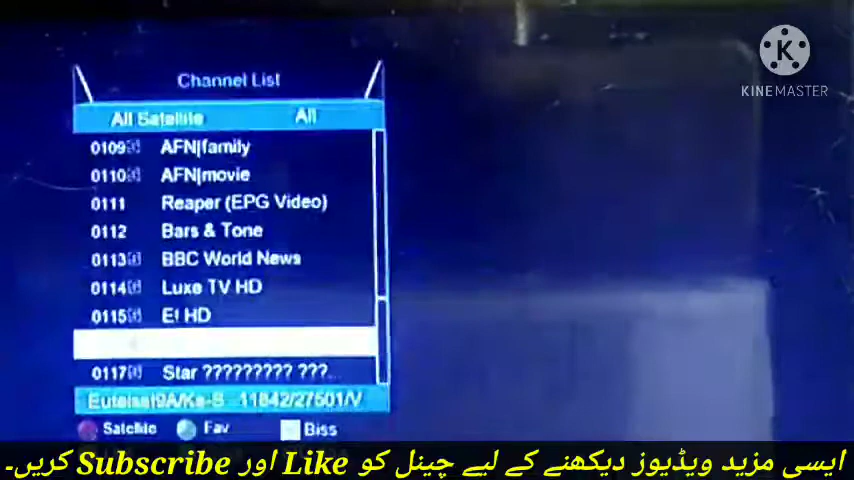 Channel List
KINEMASTER
All Satellite All
0109 AFN|family
0110 AFN|movie
0111 Reaper (EPG Video)
0112 Bars & Tone
0113 BBC World News
0114 Luxe TV HD
0115 E! HD
0117 Star ????????? ???...
Eutelsat9A/Ka-S 11842/27501/V
Satellite Fav Biss
ایسی مزید ویڈیوز دیکھنے کے لیے چینل کو Like اور Subscribe کریں۔